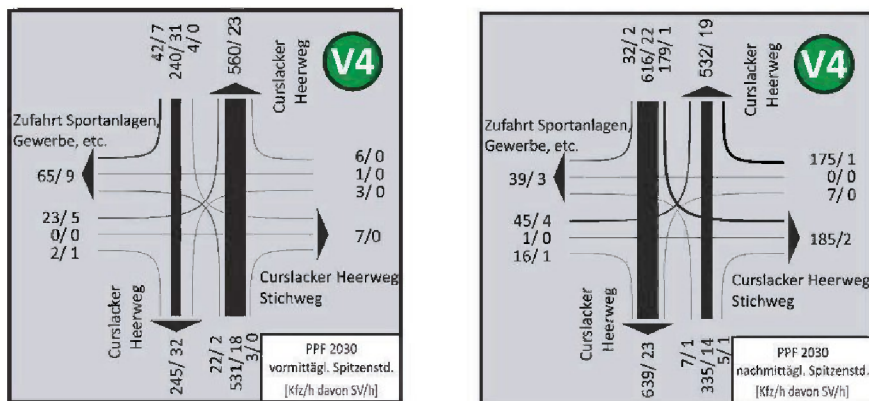 42/ 7
240/ 31
4/ 0
560/ 23
Curslacker
Heerweg
V4
Zufahrt Sportanlagen,
Gewerbe, etc.
65/ 9
6/ 0
1/ 0
3/ 0
23/ 5
0/ 0
2/ 1
7/0
Curslacker Heerweg
Stichweg
Curslacker
Heerweg
245/ 32
22/ 2
531/ 18
3/ 0
PPF 2030
vormittägl. Spitzenstd.
[Kfz/h davon SV/h]
32/ 2
616/ 22
179/ 1
532/ 19
Curslacker
Heerweg
V4
Zufahrt Sportanlagen,
Gewerbe, etc.
39/ 3
175/ 1
0/ 0
7/ 0
45/ 4
1/ 0
16/ 1
185/2
Curslacker Heerweg
Stichweg
Curslacker
Heerweg
639/ 23
7/ 1
335/ 14
5/ 1
PPF 2030
nachmittägl. Spitzenstd.
[Kfz/h davon SV/h]